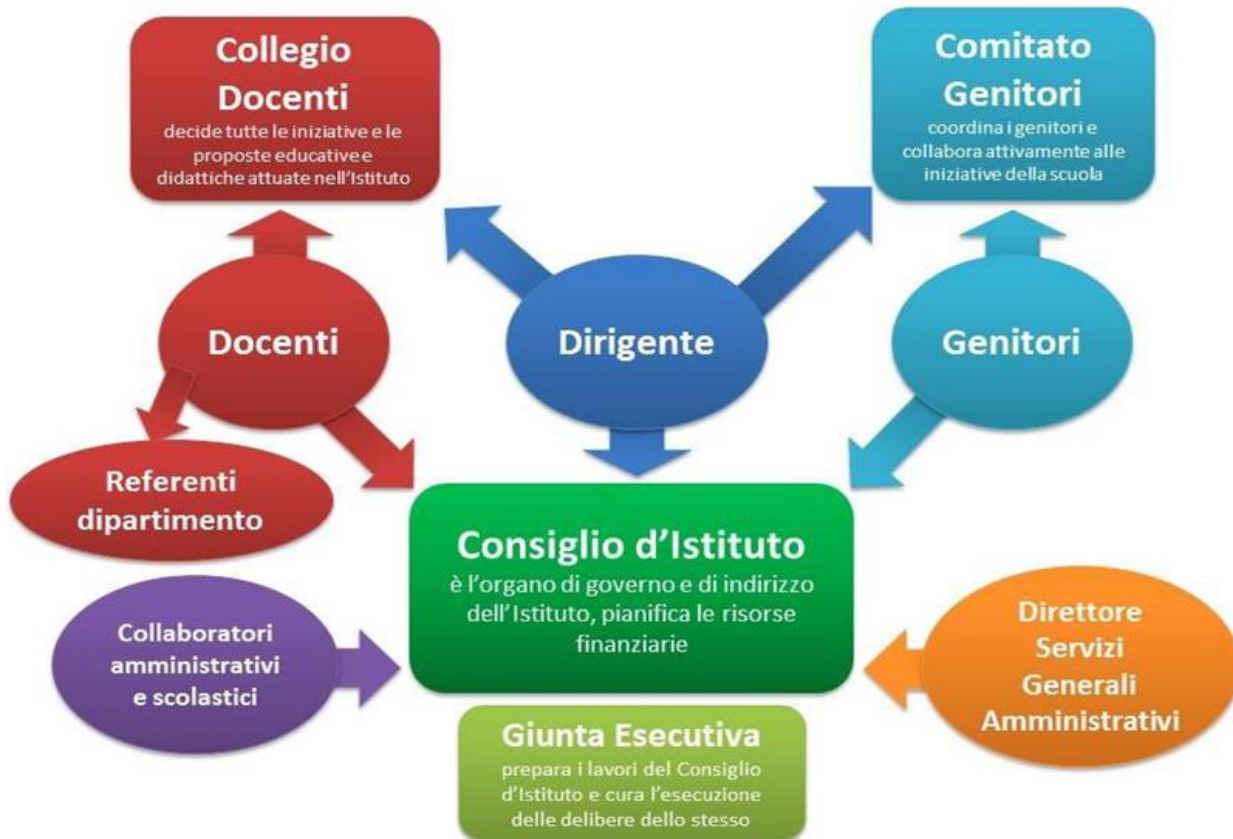 Collegio
Docenti
decide tutte le iniziative e le
proposte educative e
didattiche attuate nell'Istituto
Comitato
Genitori
coordina i genitori e
collabora attivamente alle
iniziative della scuola
Docenti
Dirigente
Genitori
Referenti
dipartimento
Consiglio d'Istituto
è l'organo di governo e di indirizzo
dell'Istituto, pianifica le risorse
finanziarie
Collaboratori
amministrativi
e scolastici
Direttore
Servizi
Generali
Amministrativi
Giunta Esecutiva
prepara i lavori del Consiglio
d'Istituto e cura l'esecuzione
delle delibere dello stesso